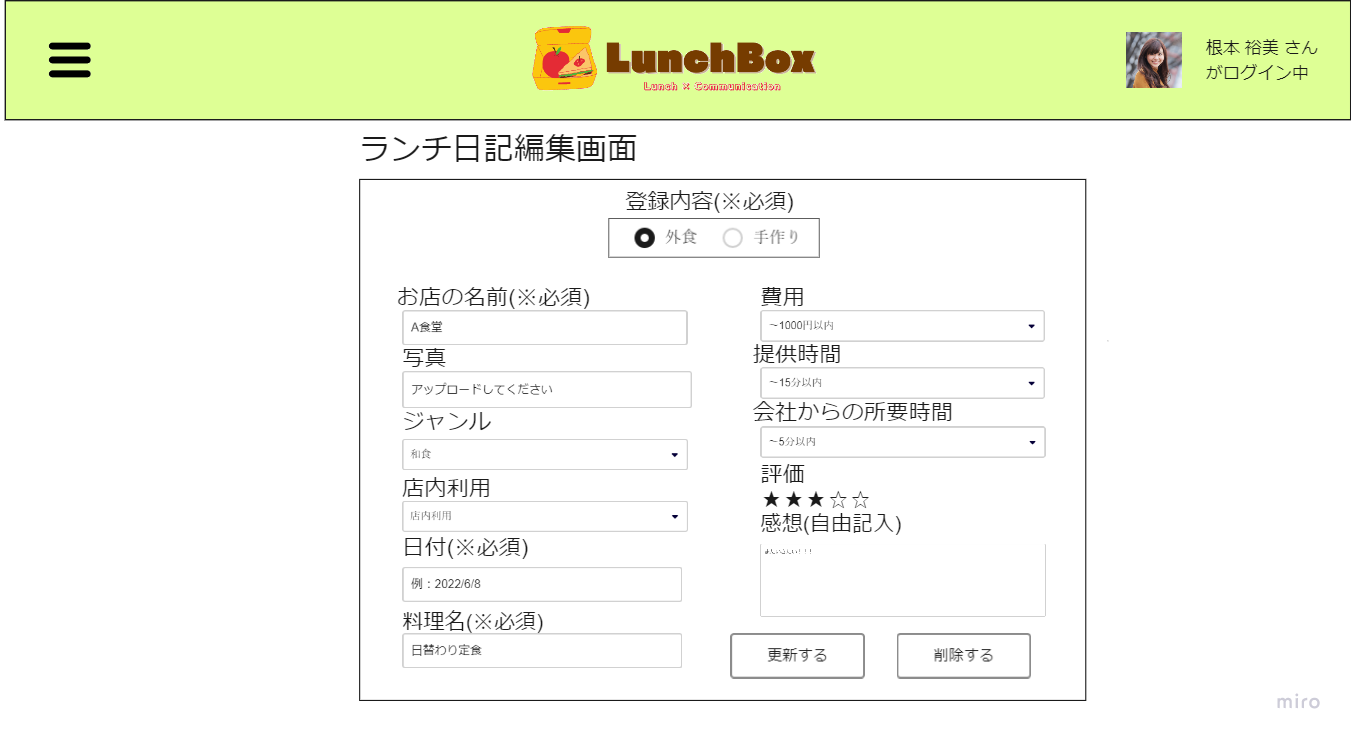 LunchBox
Lunch × Communication
根本 裕美 さん
がログイン中
ランチ日記編集画面
登録内容(※必須)
外食 手作り
お店の名前(※必須)
A食堂
写真
アップロードしてください
ジャンル
和食
店内利用
店内利用
日付(※必須)
例：2022/6/8
料理名(※必須)
日替わり定食
費用
～1000円以内
提供時間
～15分以内
会社からの所要時間
～5分以内
評価
★★★☆☆
感想(自由記入)
更新する 削除する
miro